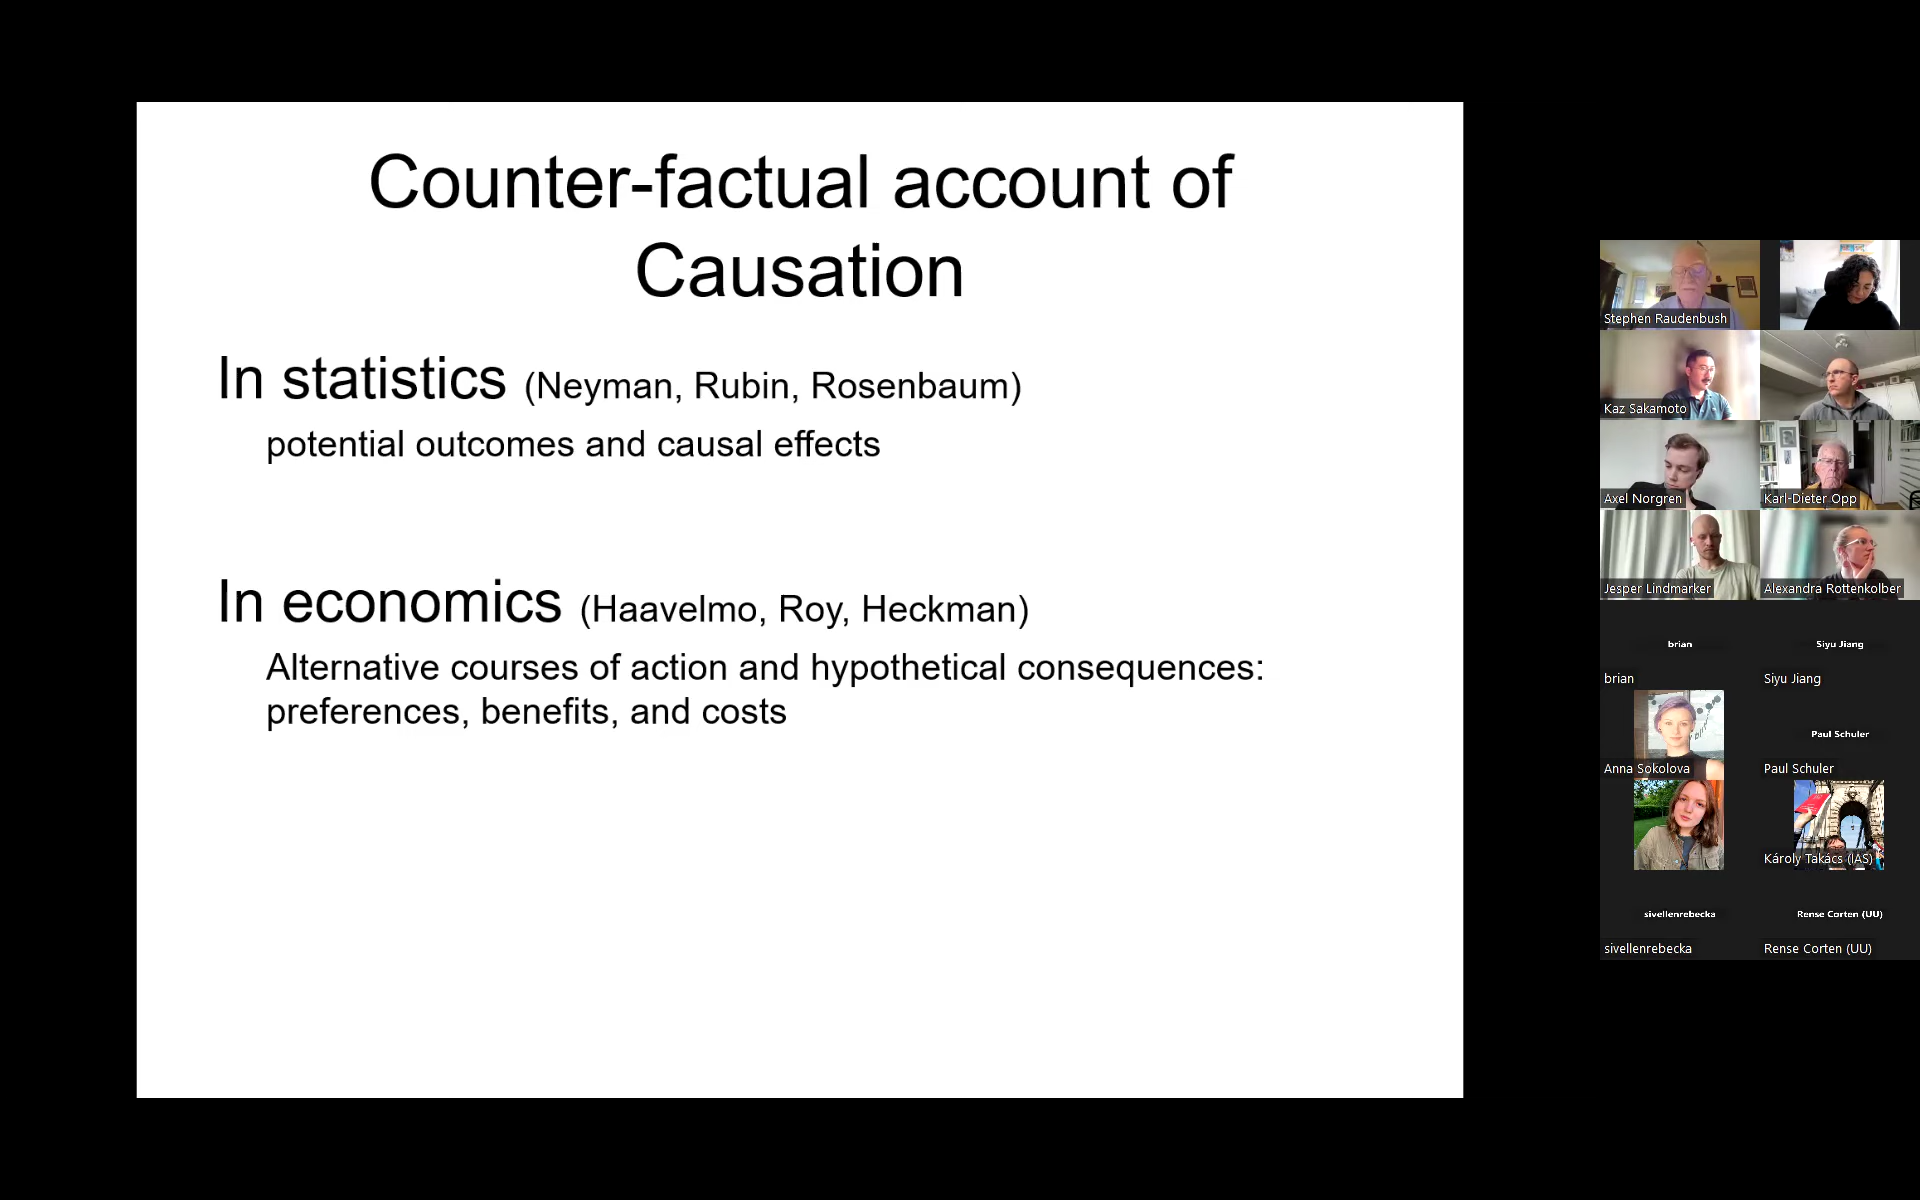 Counter-factual account of
Causation
In statistics (Neyman, Rubin, Rosenbaum)
potential outcomes and causal effects
In economics (Haavelmo, Roy, Heckman)
Alternative courses of action and hypothetical consequences:
preferences, benefits, and costs
Stephen Raudenbush
Kaz Sakamoto
Axel Norgren
Karl-Dieter Opp
Jesper Lindmarker
Alexandra Rottenkolber
brian
Siyu Jiang
brian
Siyu Jiang
Paul Schuler
Anna Sokolova
Paul Schuler
Károly Takács (IAS)
sivellenrebecka
Rense Corten (UU)
sivellenrebecka
Rense Corten (UU)